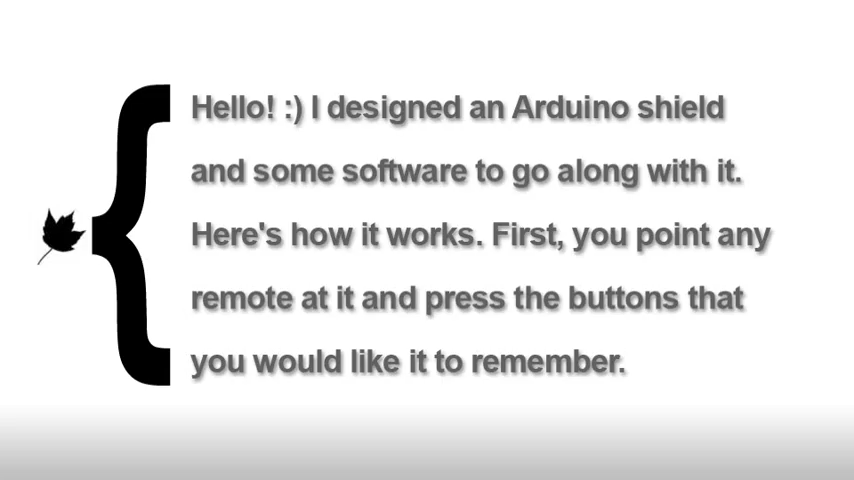 Hello! :) I designed an Arduino shield
and some software to go along with it.
Here's how it works. First, you point any
remote at it and press the buttons that
you would like it to remember.